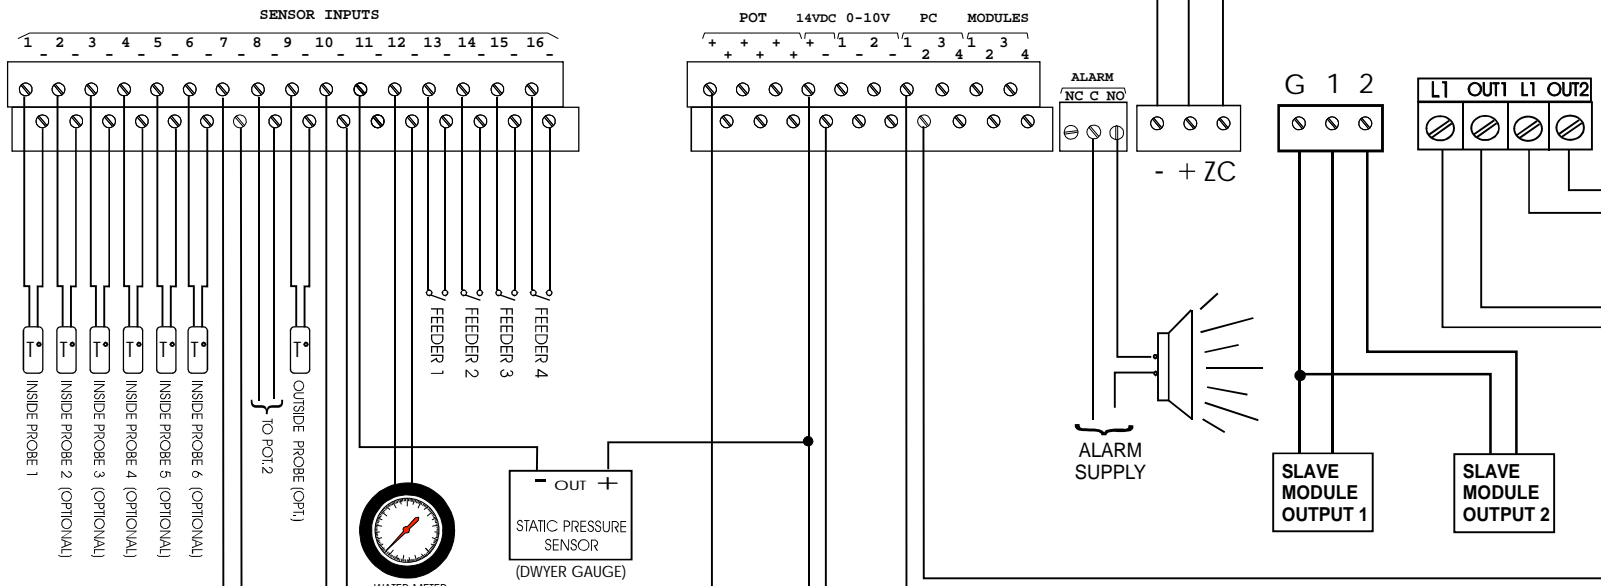 SENSOR INPUTS
1 2 3 4 5 6 7 8 9 10 11 12 13 14 15 16
- - - - - - - - - - - - - - - -
POT 14VDC 0-10V PC MODULES
+ + + + 1 2 1 3 1 3
+ + + - - - 2 4 2 4
ALARM
NC C NO
- + ZC
G 1 2
L1 OUT1 L1 OUT2
T°
T°
T°
T°
T°
T°
T°
INSIDE PROBE 1
INSIDE PROBE 2 (OPTIONAL)
INSIDE PROBE 3 (OPTIONAL)
INSIDE PROBE 4 (OPTIONAL)
INSIDE PROBE 5 (OPTIONAL)
INSIDE PROBE 6 (OPTIONAL)
TO POT.2
OUTSIDE PROBE (OPT.)
FEEDER 1
FEEDER 2
FEEDER 3
FEEDER 4
WATER METER
- OUT +
STATIC PRESSURE
SENSOR
(DWYER GAUGE)
ALARM
SUPPLY
SLAVE
MODULE
OUTPUT 1
SLAVE
MODULE
OUTPUT 2